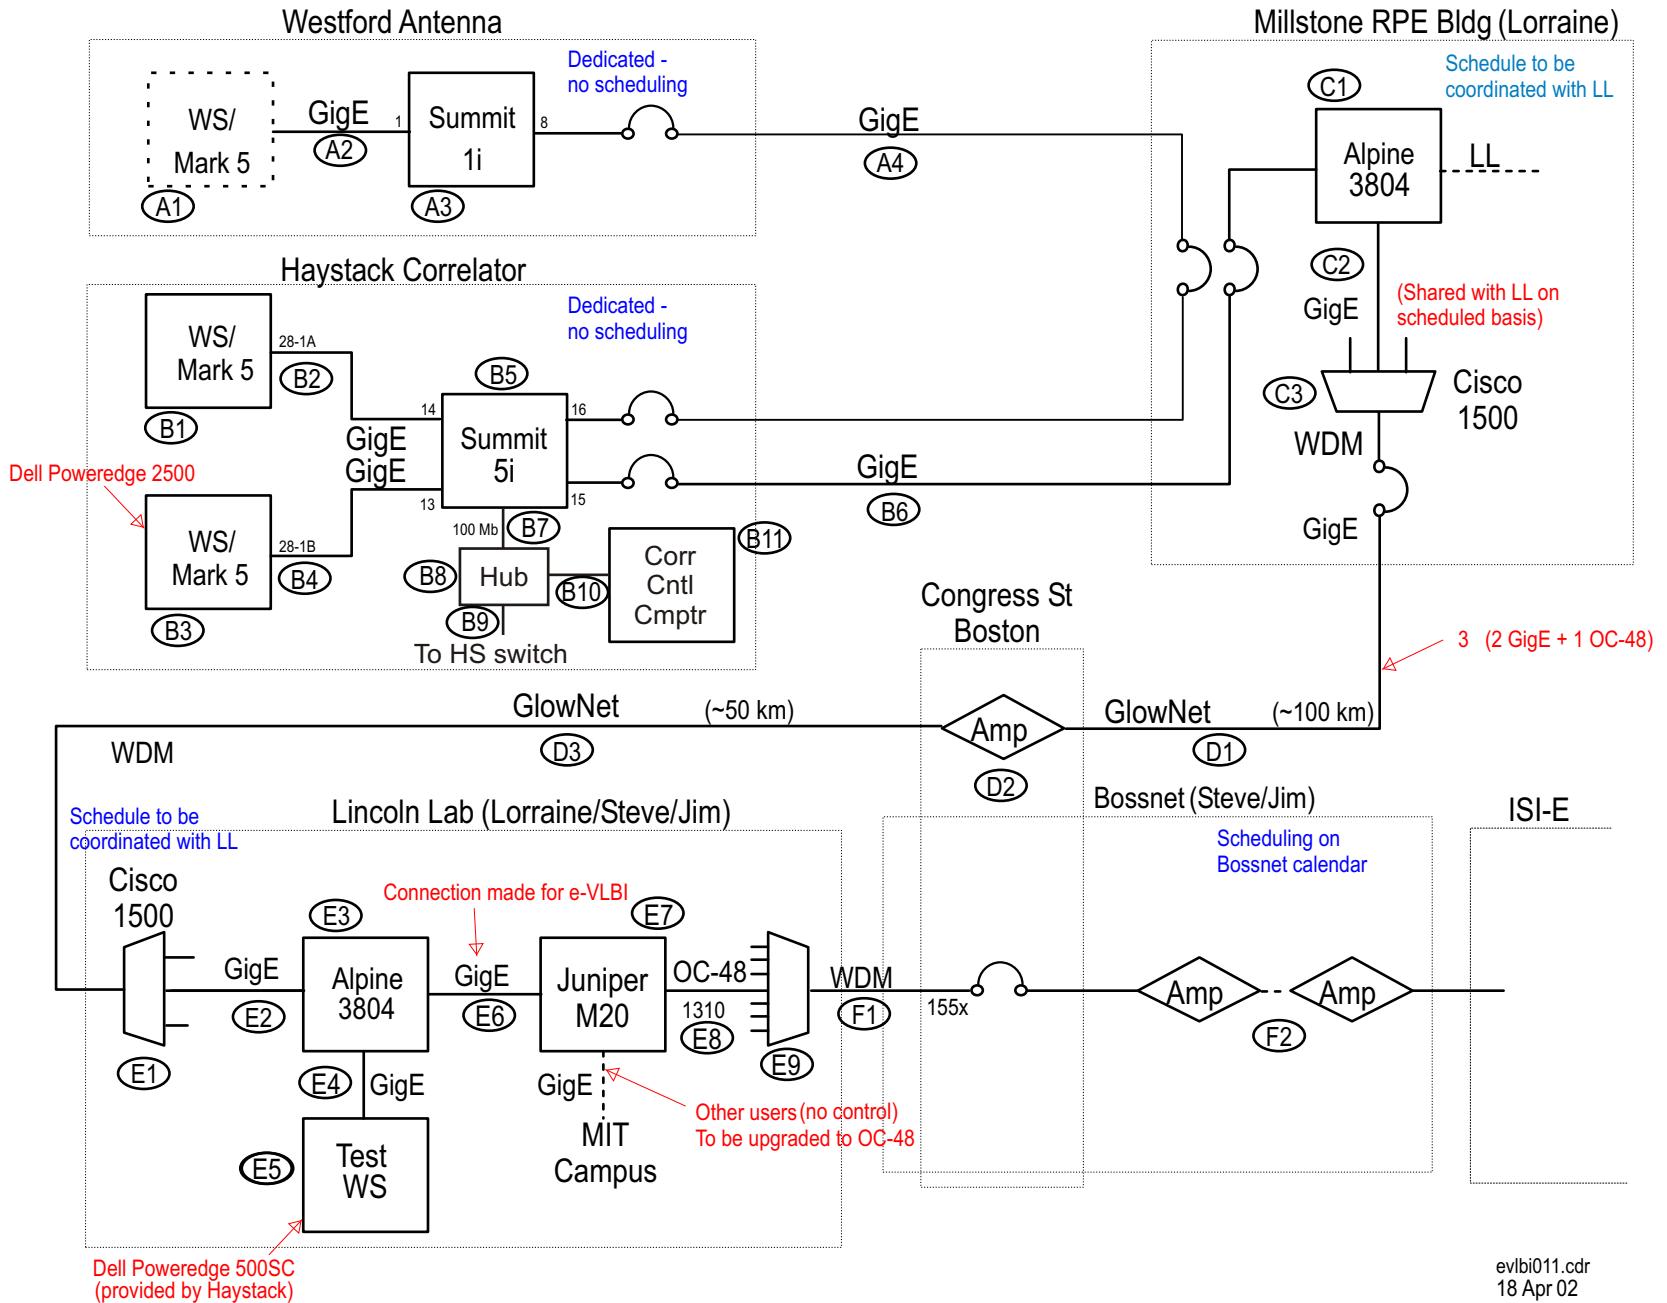 Westford Antenna
Millstone RPE Bldg (Lorraine)
Dedicated -
no scheduling
Schedule to be
coordinated with LL
WS/
Mark 5
GigE
1
Summit
1i
8
GigE
A1
A2
A3
A4
C1
Alpine
3804
LL
C2
GigE
(Shared with LL on
scheduled basis)
C3
Cisco
1500
WDM
GigE
Haystack Correlator
Dedicated -
no scheduling
WS/
Mark 5
28-1A
B2
B1
B5
14
16
GigE
GigE
Summit
5i
13
15
GigE
B6
Dell Poweredge 2500
WS/
Mark 5
28-1B
B4
B3
100 Mb
B7
B8
Hub
B9
B10
B11
Corr
Cntl
Cmptr
To HS switch
Congress St
Boston
3 (2 GigE + 1 OC-48)
GlowNet
(~50 km)
D3
Amp
D2
GlowNet
(~100 km)
D1
WDM
Schedule to be
coordinated with LL
Lincoln Lab (Lorraine/Steve/Jim)
Bossnet (Steve/Jim)
ISI-E
Scheduling on
Bossnet calendar
Cisco
1500
E1
GigE
E2
E3
Alpine
3804
Connection made for e-VLBI
GigE
E6
E7
Juniper
M20
OC-48
1310
E8
E9
WDM
F1
155x
Amp
Amp
F2
E4
GigE
E5
Test
WS
GigE
MIT
Campus
Other users (no control)
To be upgraded to OC-48
Dell Poweredge 500SC
(provided by Haystack)
evlbi011.cdr
18 Apr 02